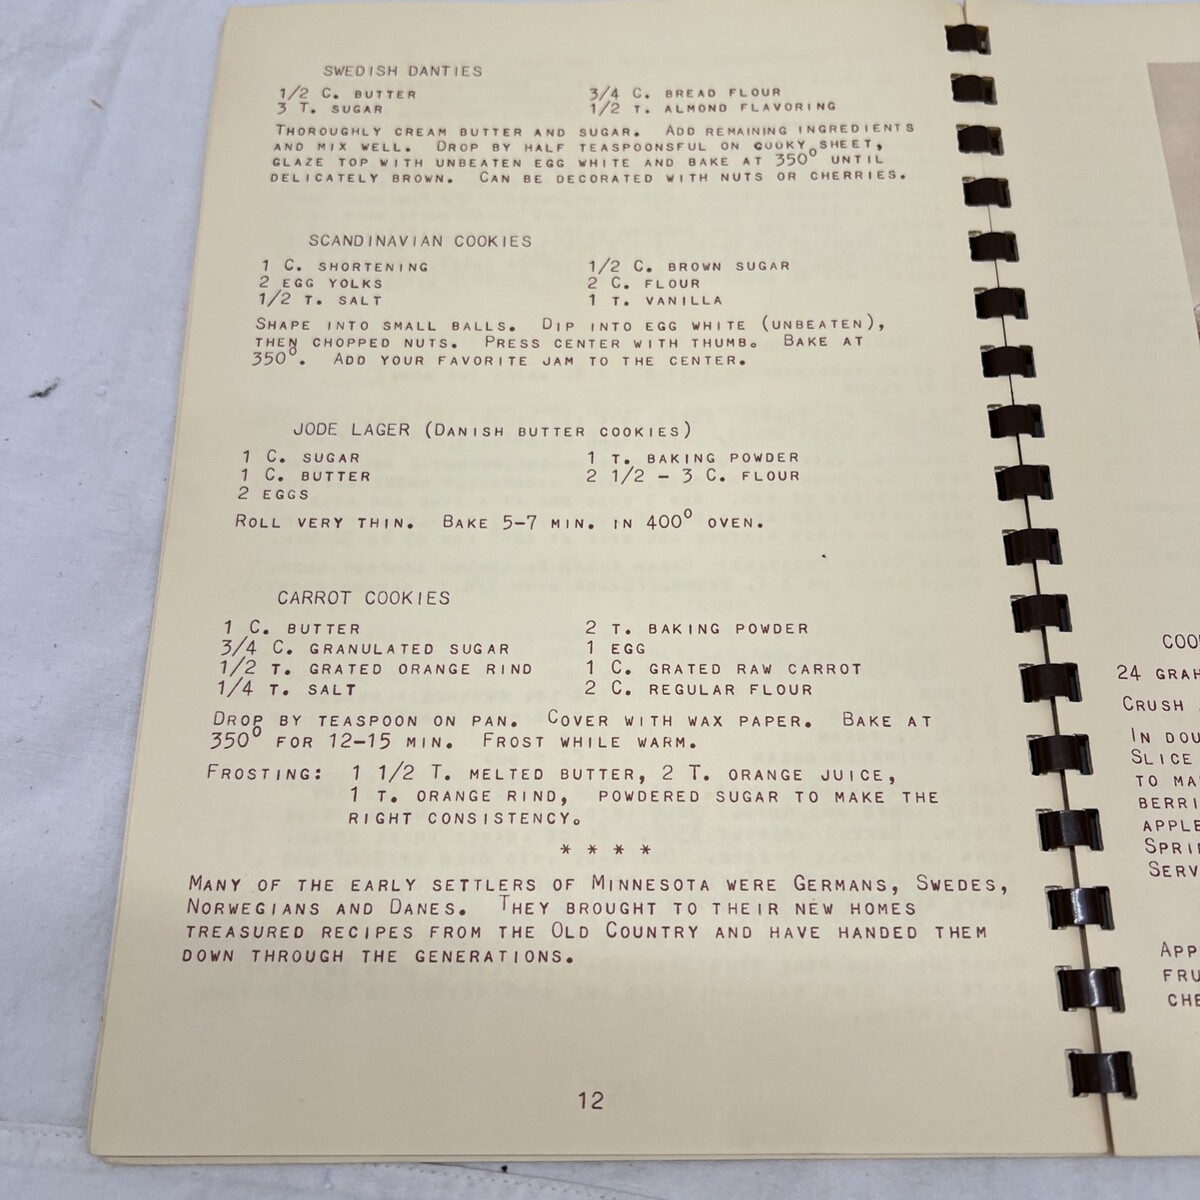 SWEDISH DANTIES
1/2 C. BUTTER 3/4 C. BREAD FLOUR
3 T. SUGAR 1/2 T. ALMOND FLAVORING
THOROUGHLY CREAM BUTTER AND SUGAR. ADD REMAINING INGREDIENTS
AND MIX WELL. DROP BY HALF TEASPOONSFUL ON COOKY SHEET,
GLAZE TOP WITH UNBEATEN EGG WHITE AND BAKE AT 350° UNTIL
DELICATELY BROWN. CAN BE DECORATED WITH NUTS OR CHERRIES.
SCANDINAVIAN COOKIES
1 C. SHORTENING 1/2 C. BROWN SUGAR
2 EGG YOLKS 2 C. FLOUR
1/2 T. SALT 1 T. VANILLA
SHAPE INTO SMALL BALLS. DIP INTO EGG WHITE (UNBEATEN),
THEN CHOPPED NUTS. PRESS CENTER WITH THUMB. BAKE AT
350°. ADD YOUR FAVORITE JAM TO THE CENTER.
JODE LAGER (DANISH BUTTER COOKIES)
1 C. SUGAR 1 T. BAKING POWDER
1 C. BUTTER 2 1/2 - 3 C. FLOUR
2 EGGS
ROLL VERY THIN. BAKE 5-7 MIN. IN 400° OVEN.
CARROT COOKIES
1 C. BUTTER 2 T. BAKING POWDER
3/4 C. GRANULATED SUGAR 1 EGG
1/2 T. GRATED ORANGE RIND 1 C. GRATED RAW CARROT
1/4 T. SALT 2 C. REGULAR FLOUR
DROP BY TEASPOON ON PAN. COVER WITH WAX PAPER. BAKE AT
350° FOR 12-15 MIN. FROST WHILE WARM.
FROSTING: 1 1/2 T. MELTED BUTTER, 2 T. ORANGE JUICE,
1 T. ORANGE RIND, POWDERED SUGAR TO MAKE THE
RIGHT CONSISTENCY.
* * * *
MANY OF THE EARLY SETTLERS OF MINNESOTA WERE GERMANS, SWEDES,
NORWEGIANS AND DANES. THEY BROUGHT TO THEIR NEW HOMES
TREASURED RECIPES FROM THE OLD COUNTRY AND HAVE HANDED THEM
DOWN THROUGH THE GENERATIONS.
12
24
CRUSH
IN
SLICE
TO